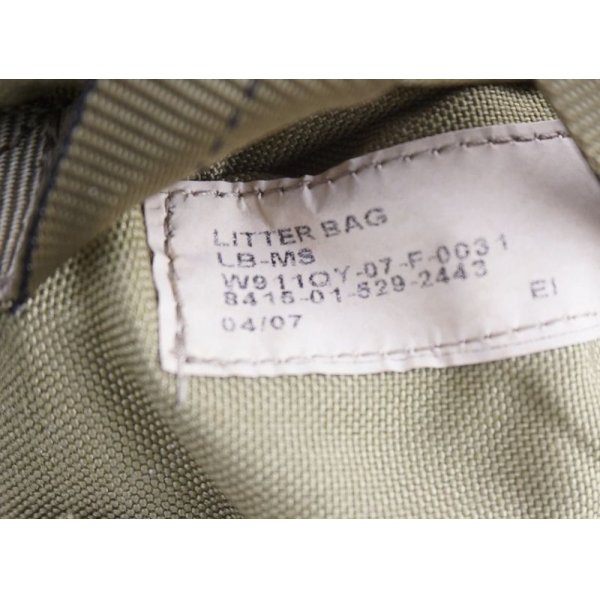 LITTER BAG
LB-MS
W911QY-07-F-0031
8415-01-529-2443
04/07
EI